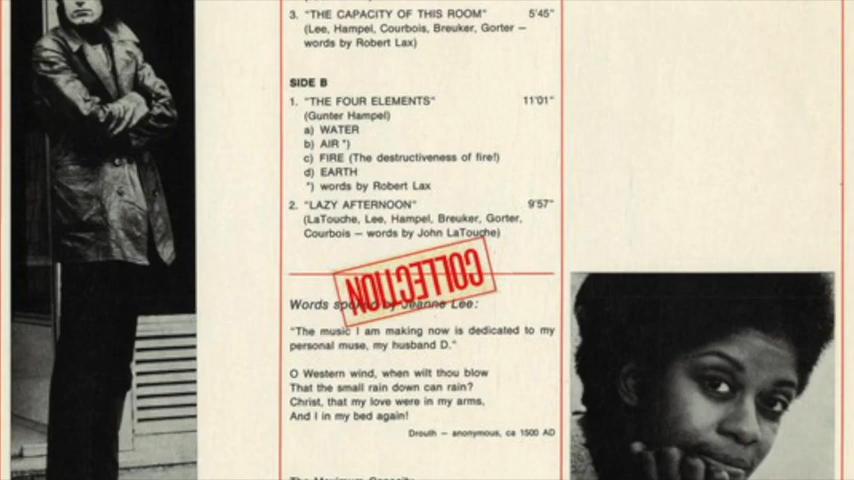 3. "THE CAPACITY OF THIS ROOM" 5'45"
(Lee, Hampel, Courbois, Breuker, Gorter —
words by Robert Lax)
SIDE B
1. "THE FOUR ELEMENTS" 11'01"
(Gunter Hampel)
a) WATER
b) AIR *)
c) FIRE (The destructiveness of fire!)
d) EARTH
*) words by Robert Lax
2. "LAZY AFTERNOON" 9'57"
(LaTouche, Lee, Hampel, Breuker, Gorter,
Courbois — words by John LaTouche)
COLLECTION
Words spoken by Jeanne Lee:
"The music I am making now is dedicated to my
personal muse, my husband D."
O Western wind, when wilt thou blow
That the small rain down can rain?
Christ, that my love were in my arms,
And I in my bed again!
Drouth — anonymous, ca 1500 AD
The Maximum Capacity